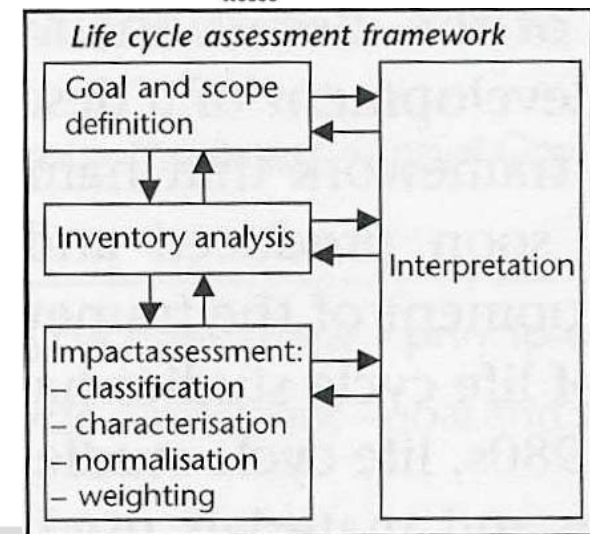 Life cycle assessment framework
Goal and scope
definition
Inventory analysis
Interpretation
Impactassessment:
– classification
– characterisation
– normalisation
– weighting